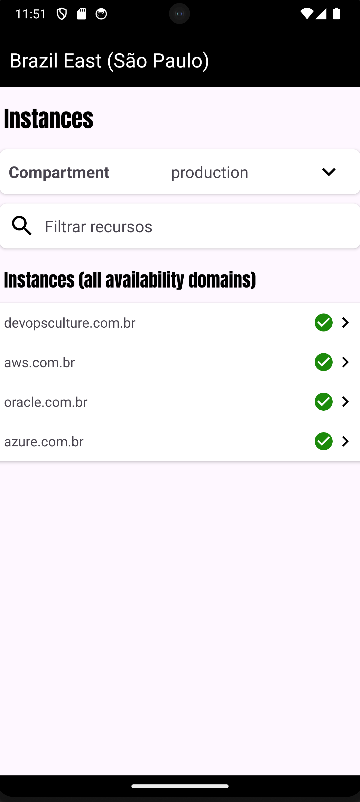 11:51
Brazil East (São Paulo)
Instances
Compartment production
Filtrar recursos
Instances (all availability domains)
devopsculture.com.br
aws.com.br
oracle.com.br
azure.com.br